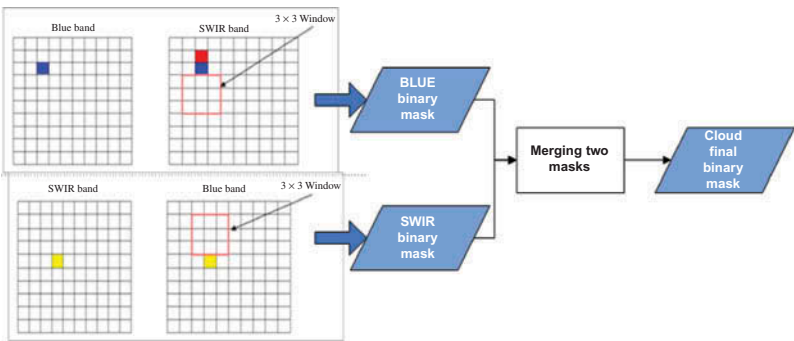 Blue band
SWIR band
3 × 3 Window
BLUE
binary
mask
SWIR band
Blue band
3 × 3 Window
SWIR
binary
mask
Merging two
masks
Cloud
final
binary
mask